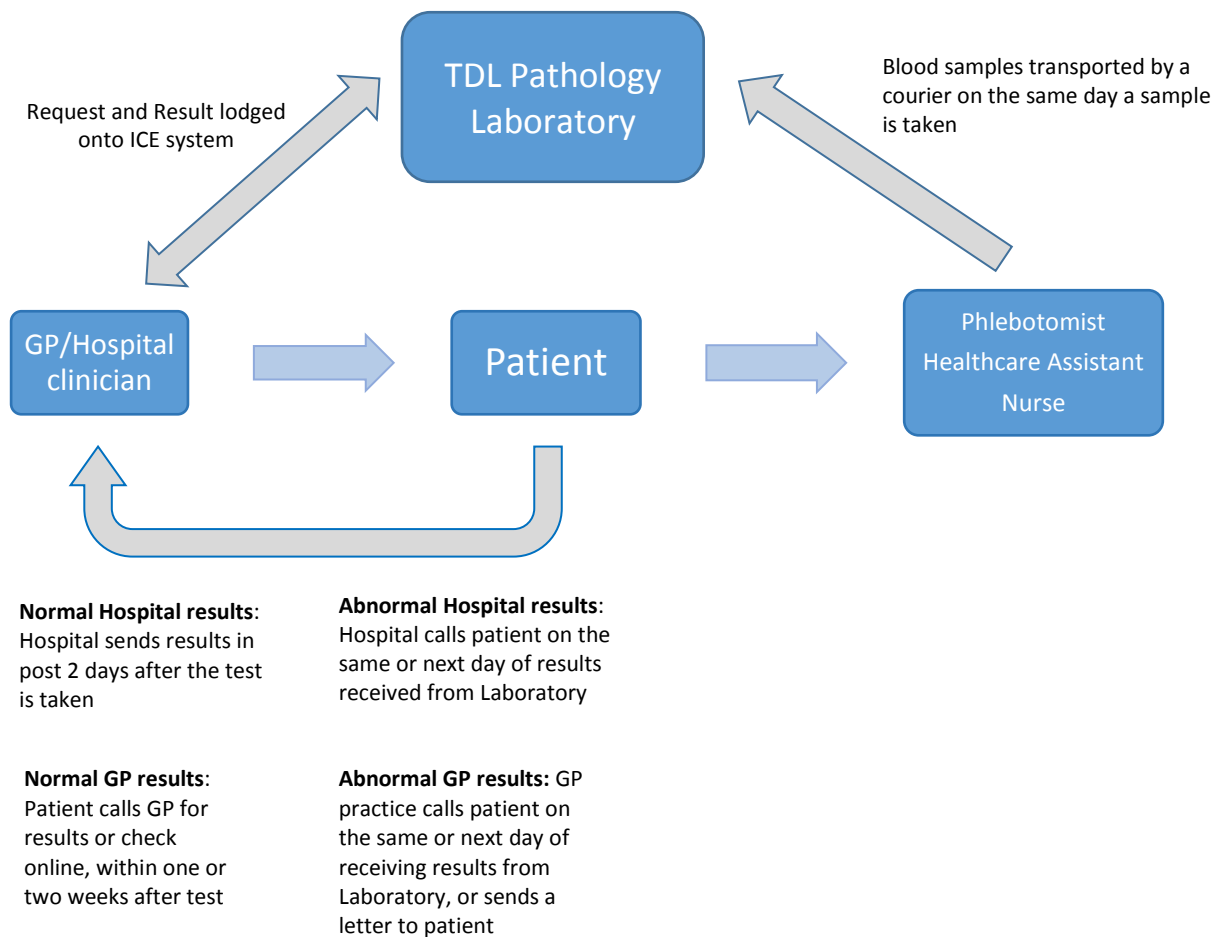 TDL Pathology
Laboratory
Request and Result lodged
onto ICE system
Blood samples transported by a
courier on the same day a sample
is taken
GP/Hospital
clinician
Patient
Phlebotomist
Healthcare Assistant
Nurse
Normal Hospital results:
Hospital sends results in
post 2 days after the test
is taken
Abnormal Hospital results:
Hospital calls patient on the
same or next day of results
received from Laboratory
Normal GP results:
Patient calls GP for
results or check
online, within one or
two weeks after test
Abnormal GP results: GP
practice calls patient on
the same or next day of
receiving results from
Laboratory, or sends a
letter to patient